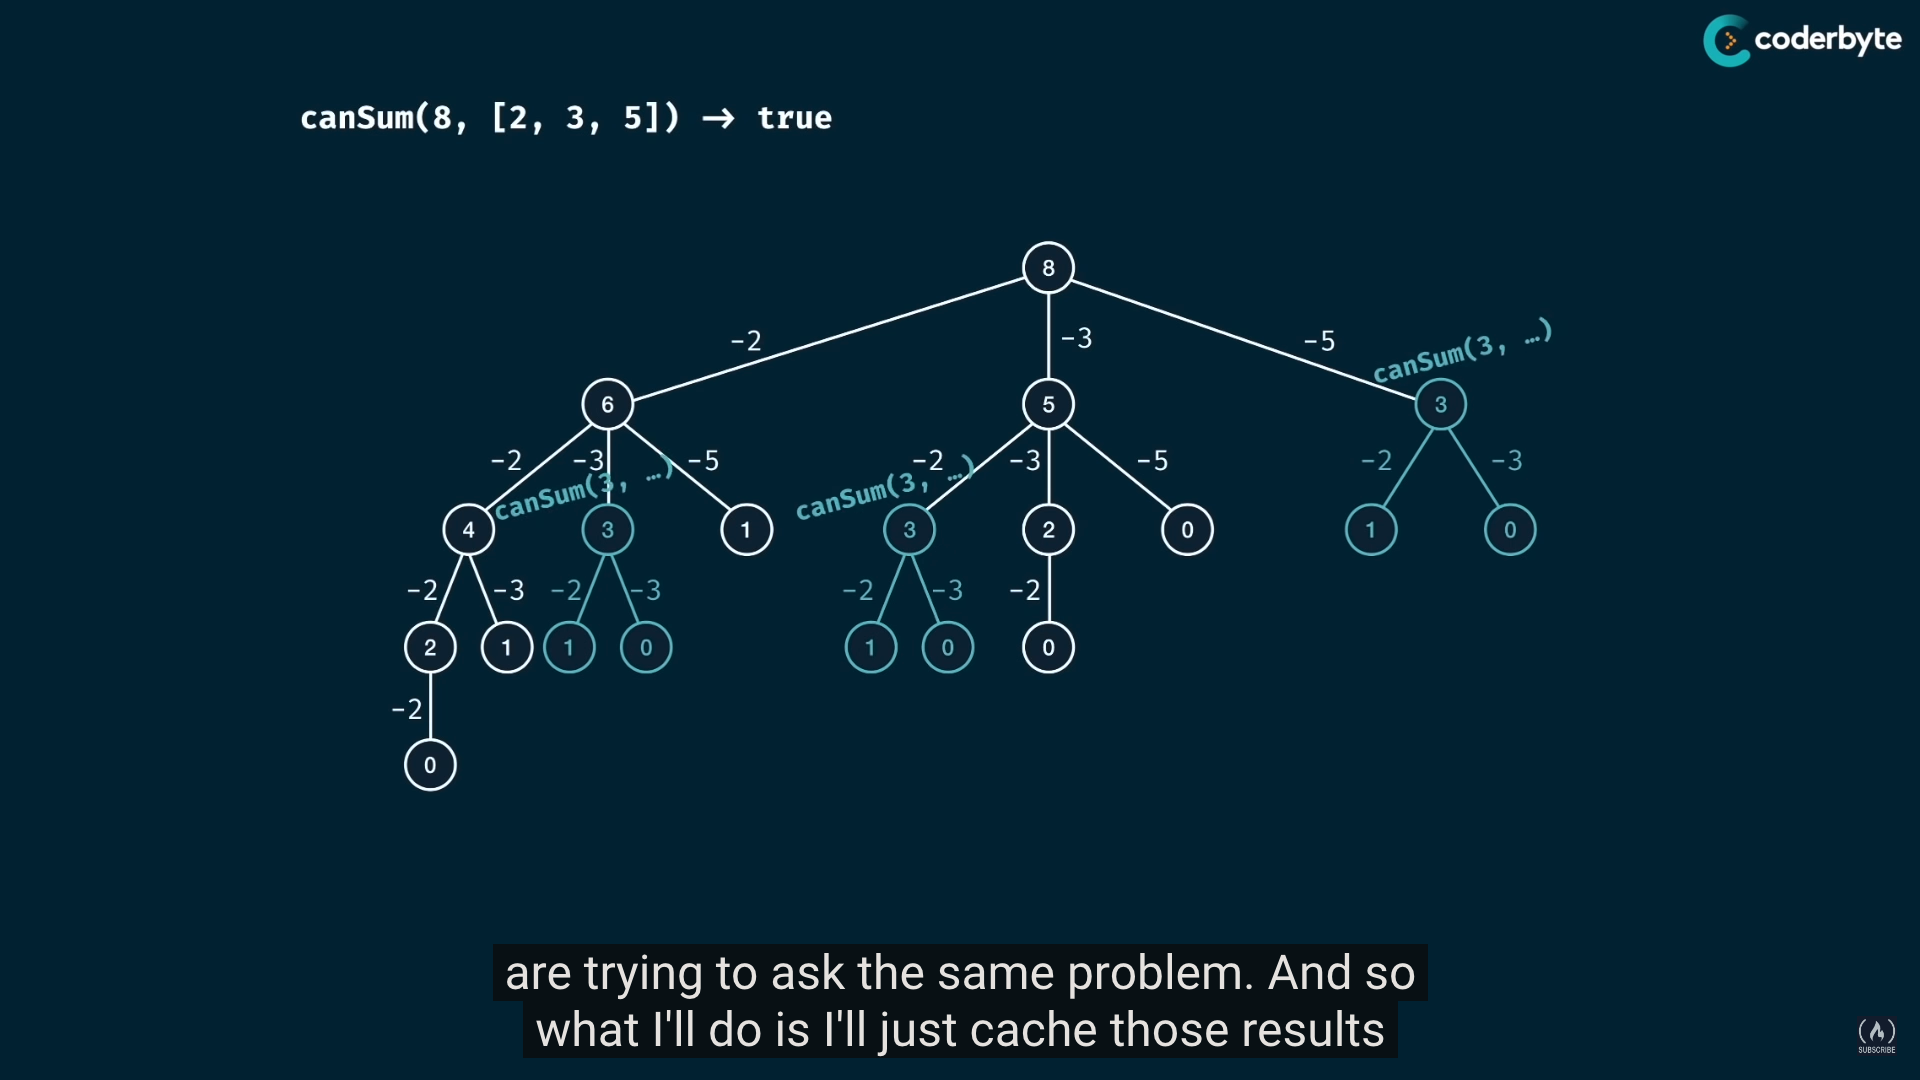 coderbyte
canSum(8, [2, 3, 5]) → true
8
-2 -3 -5
canSum(3, …)
6 5 3
-2 -3 -5 -2 -3 -5 -2 -3
canSum(3, …) canSum(3, …)
4 3 1 3 2 0 1 0
-2 -3 -2 -3 -2 -3 -2
2 1 1 0 1 0 0
-2
0
are trying to ask the same problem. And so
what I'll do is I'll just cache those results
SUBSCRIBE